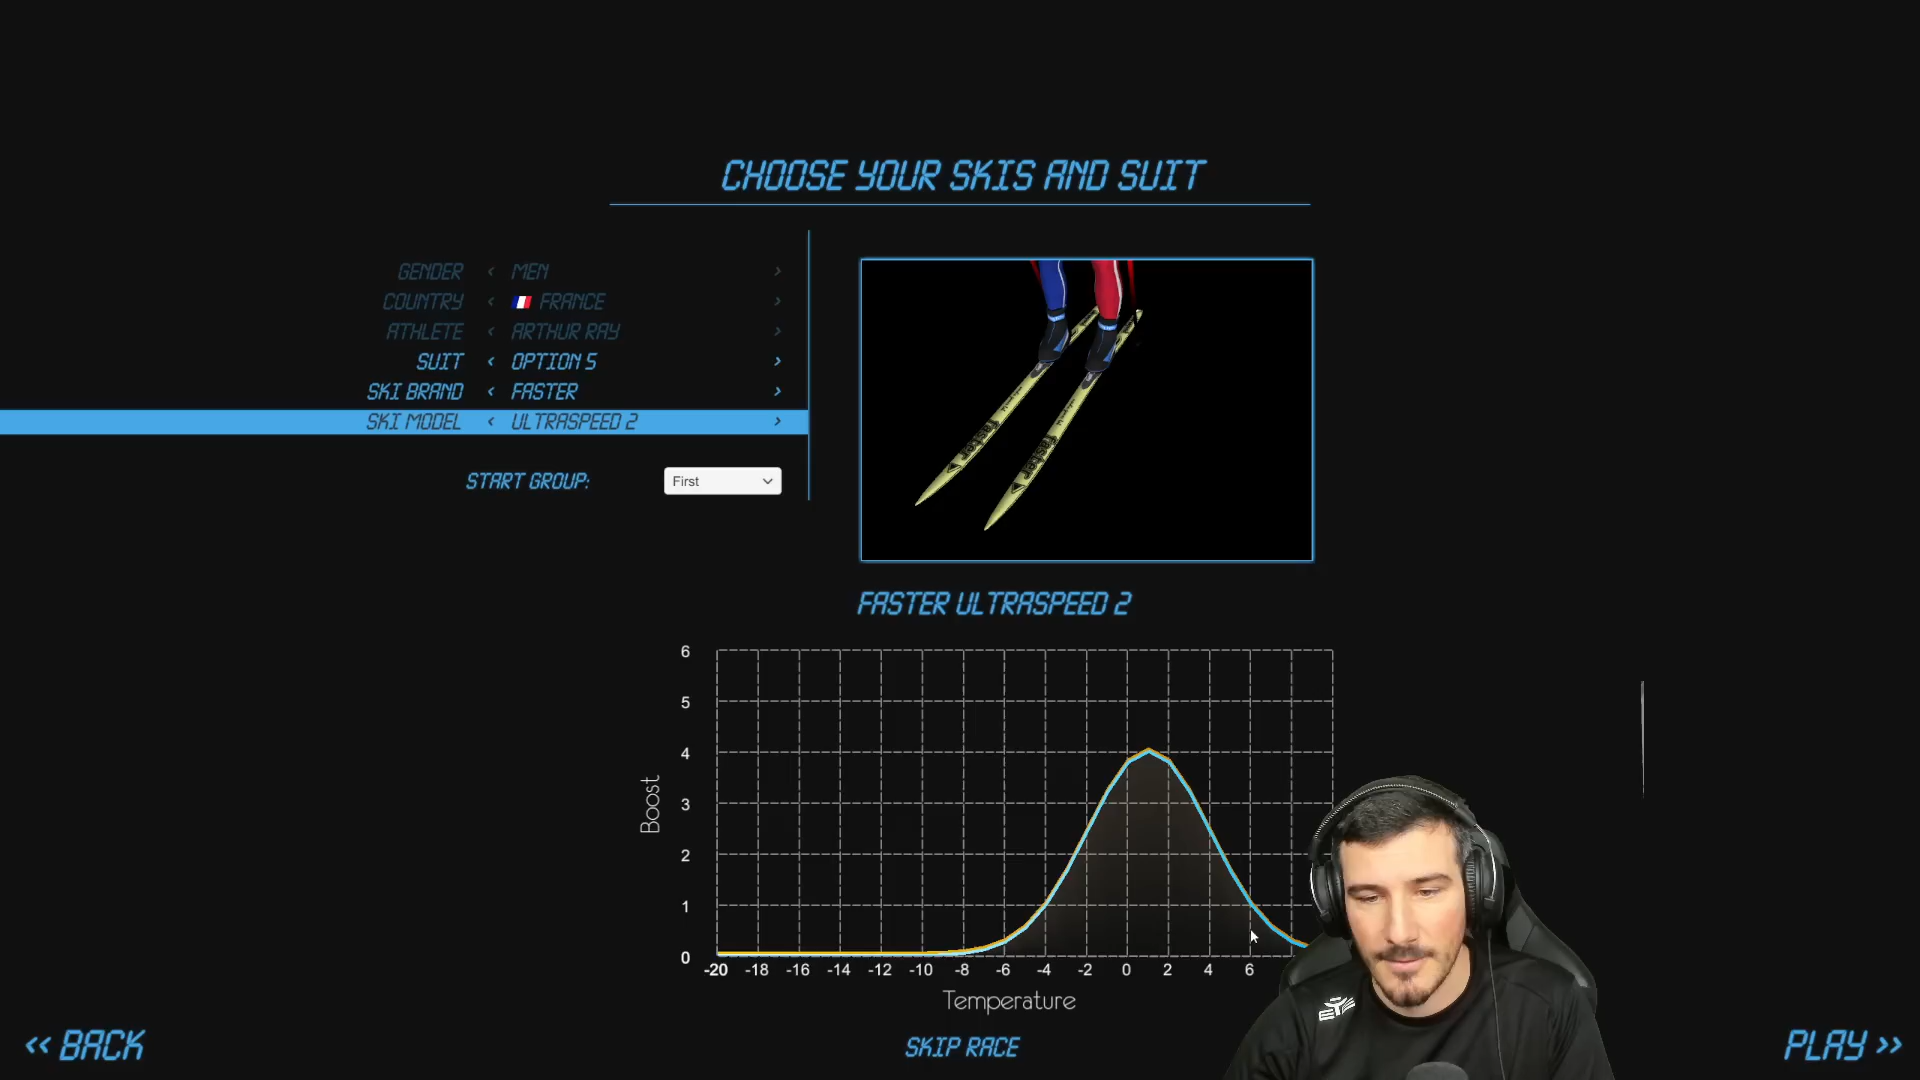 CHOOSE YOUR SKIS AND SUIT
GENDER < MEN >
COUNTRY < FRANCE >
ATHLETE < ARTHUR RAY >
SUIT < OPTION 5 >
SKI BRAND < FASTER >
SKI MODEL < ULTRASPEED 2 >
START GROUP: First
FASTER ULTRASPEED 2
6
5
4
3
2
1
0
Boost
-20 -18 -16 -14 -12 -10 -8 -6 -4 -2 0 2 4 6
Temperature
<< BACK
SKIP RACE
PLAY >>